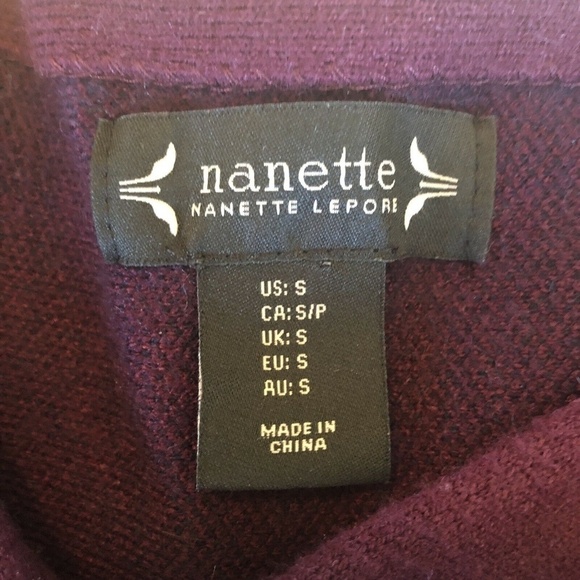 nanette
NANETTE LEPORE
US: S
CA: S/P
UK: S
EU: S
AU: S
MADE IN
CHINA